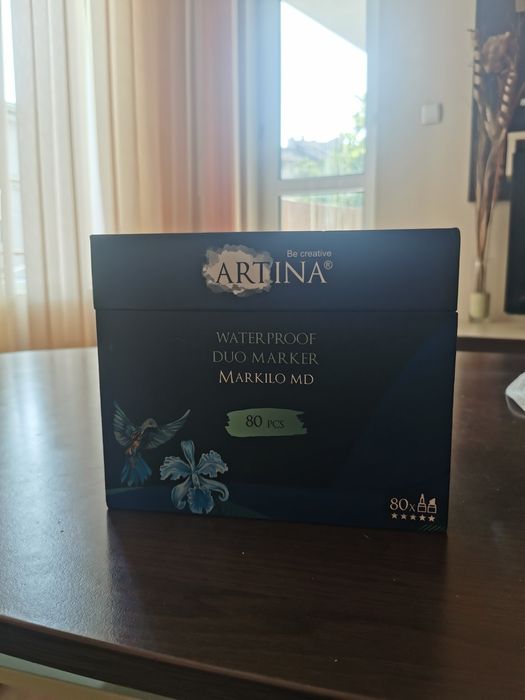 Be creative
ARTINA®
WATERPROOF
DUO MARKER
MARKILO MD
80 PCS
80X